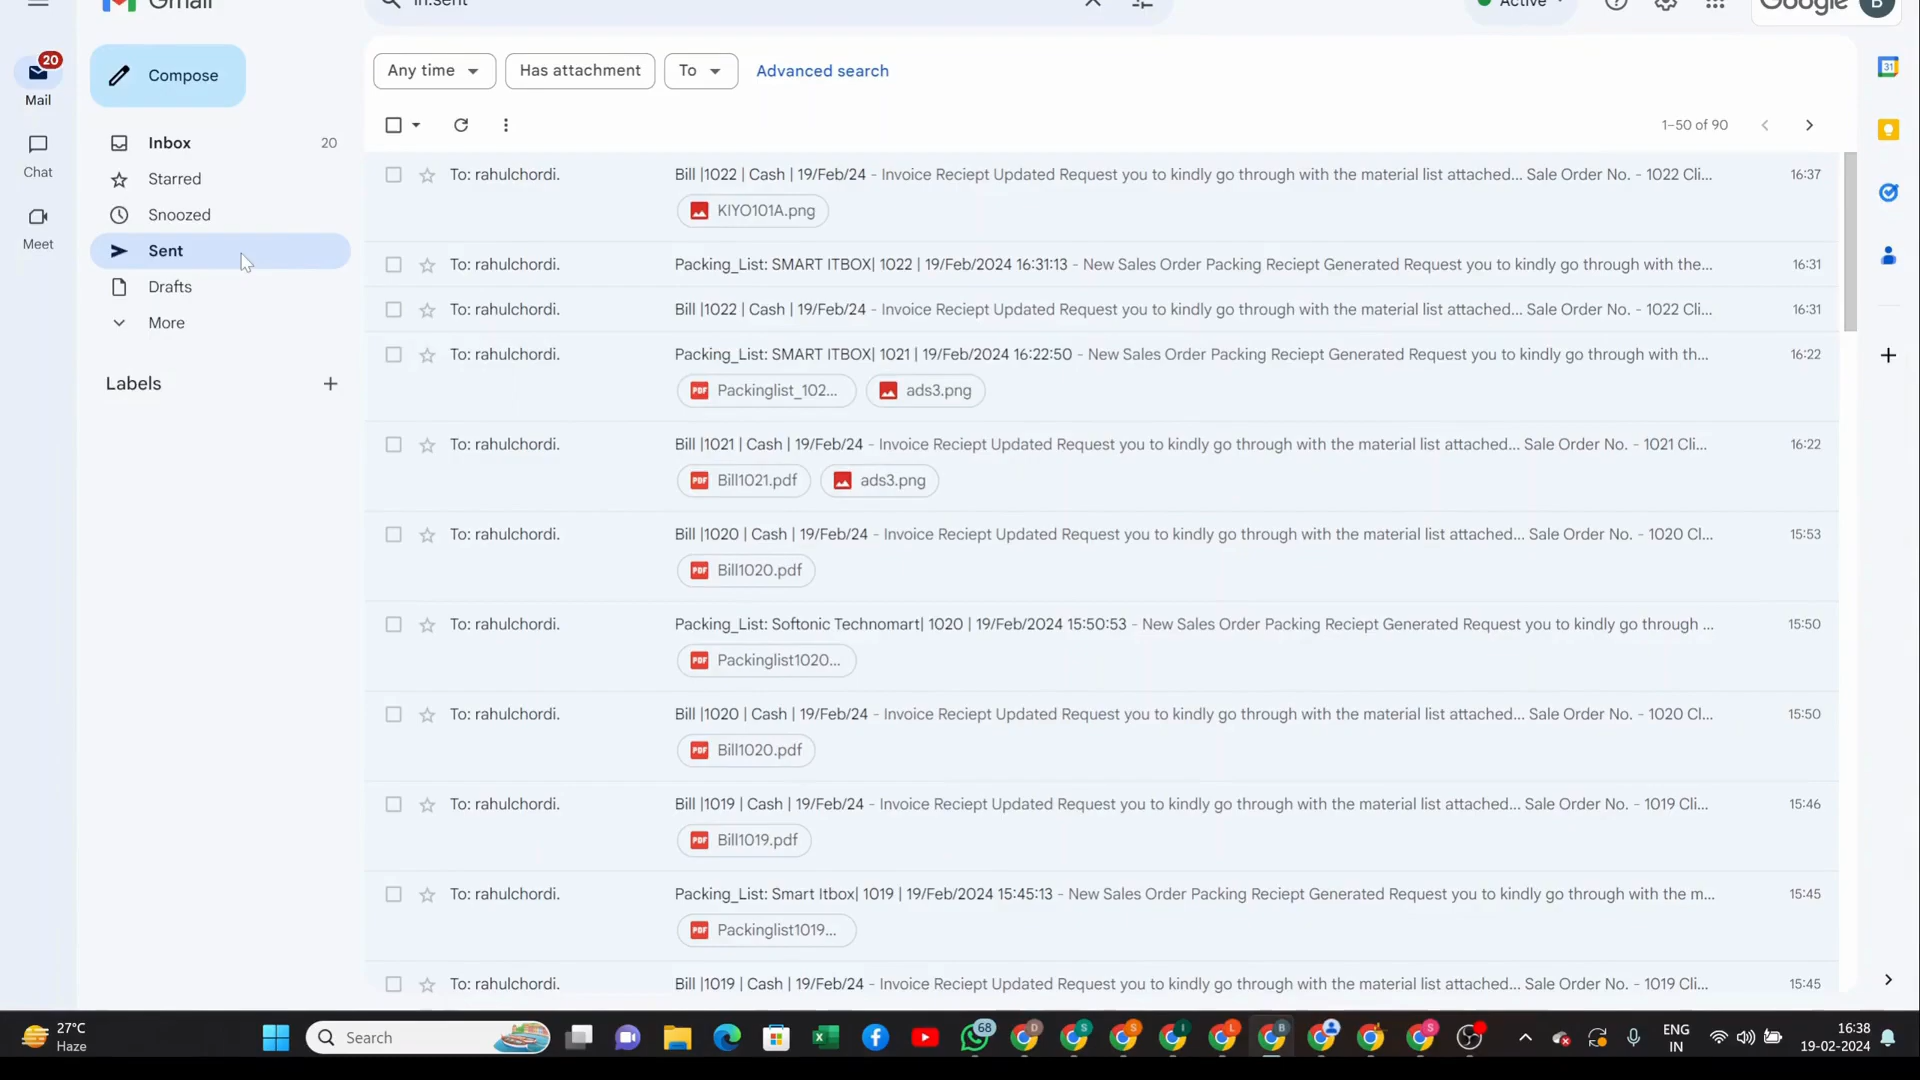 Gmail
in:sent
Active
Google
B
20
Mail
Chat
Meet
Compose
Inbox 20
Starred
Snoozed
Sent
Drafts
More
Labels
Any time
Has attachment
To
Advanced search
1–50 of 90
31
To: rahulchordi. Bill |1022 | Cash | 19/Feb/24 - Invoice Reciept Updated Request you to kindly go through with the material list attached... Sale Order No. - 1022 Cli... 16:37
KIYO101A.png
To: rahulchordi. Packing_List: SMART ITBOX| 1022 | 19/Feb/2024 16:31:13 - New Sales Order Packing Reciept Generated Request you to kindly go through with the... 16:31
To: rahulchordi. Bill |1022 | Cash | 19/Feb/24 - Invoice Reciept Updated Request you to kindly go through with the material list attached... Sale Order No. - 1022 Cli... 16:31
To: rahulchordi. Packing_List: SMART ITBOX| 1021 | 19/Feb/2024 16:22:50 - New Sales Order Packing Reciept Generated Request you to kindly go through with th... 16:22
PDF Packinglist_102... ads3.png
To: rahulchordi. Bill |1021 | Cash | 19/Feb/24 - Invoice Reciept Updated Request you to kindly go through with the material list attached... Sale Order No. - 1021 Cli... 16:22
PDF Bill1021.pdf ads3.png
To: rahulchordi. Bill |1020 | Cash | 19/Feb/24 - Invoice Reciept Updated Request you to kindly go through with the material list attached... Sale Order No. - 1020 Cl... 15:53
PDF Bill1020.pdf
To: rahulchordi. Packing_List: Softonic Technomart| 1020 | 19/Feb/2024 15:50:53 - New Sales Order Packing Reciept Generated Request you to kindly go through ... 15:50
PDF Packinglist1020...
To: rahulchordi. Bill |1020 | Cash | 19/Feb/24 - Invoice Reciept Updated Request you to kindly go through with the material list attached... Sale Order No. - 1020 Cl... 15:50
PDF Bill1020.pdf
To: rahulchordi. Bill |1019 | Cash | 19/Feb/24 - Invoice Reciept Updated Request you to kindly go through with the material list attached... Sale Order No. - 1019 Cli... 15:46
PDF Bill1019.pdf
To: rahulchordi. Packing_List: Smart Itbox| 1019 | 19/Feb/2024 15:45:13 - New Sales Order Packing Reciept Generated Request you to kindly go through with the m... 15:45
PDF Packinglist1019...
To: rahulchordi. Bill |1019 | Cash | 19/Feb/24 - Invoice Reciept Updated Request you to kindly go through with the material list attached... Sale Order No. - 1019 Cli... 15:45
27°C
Haze
Search
68
D
S
S
I
L
B
S
ENG
IN
16:38
19-02-2024